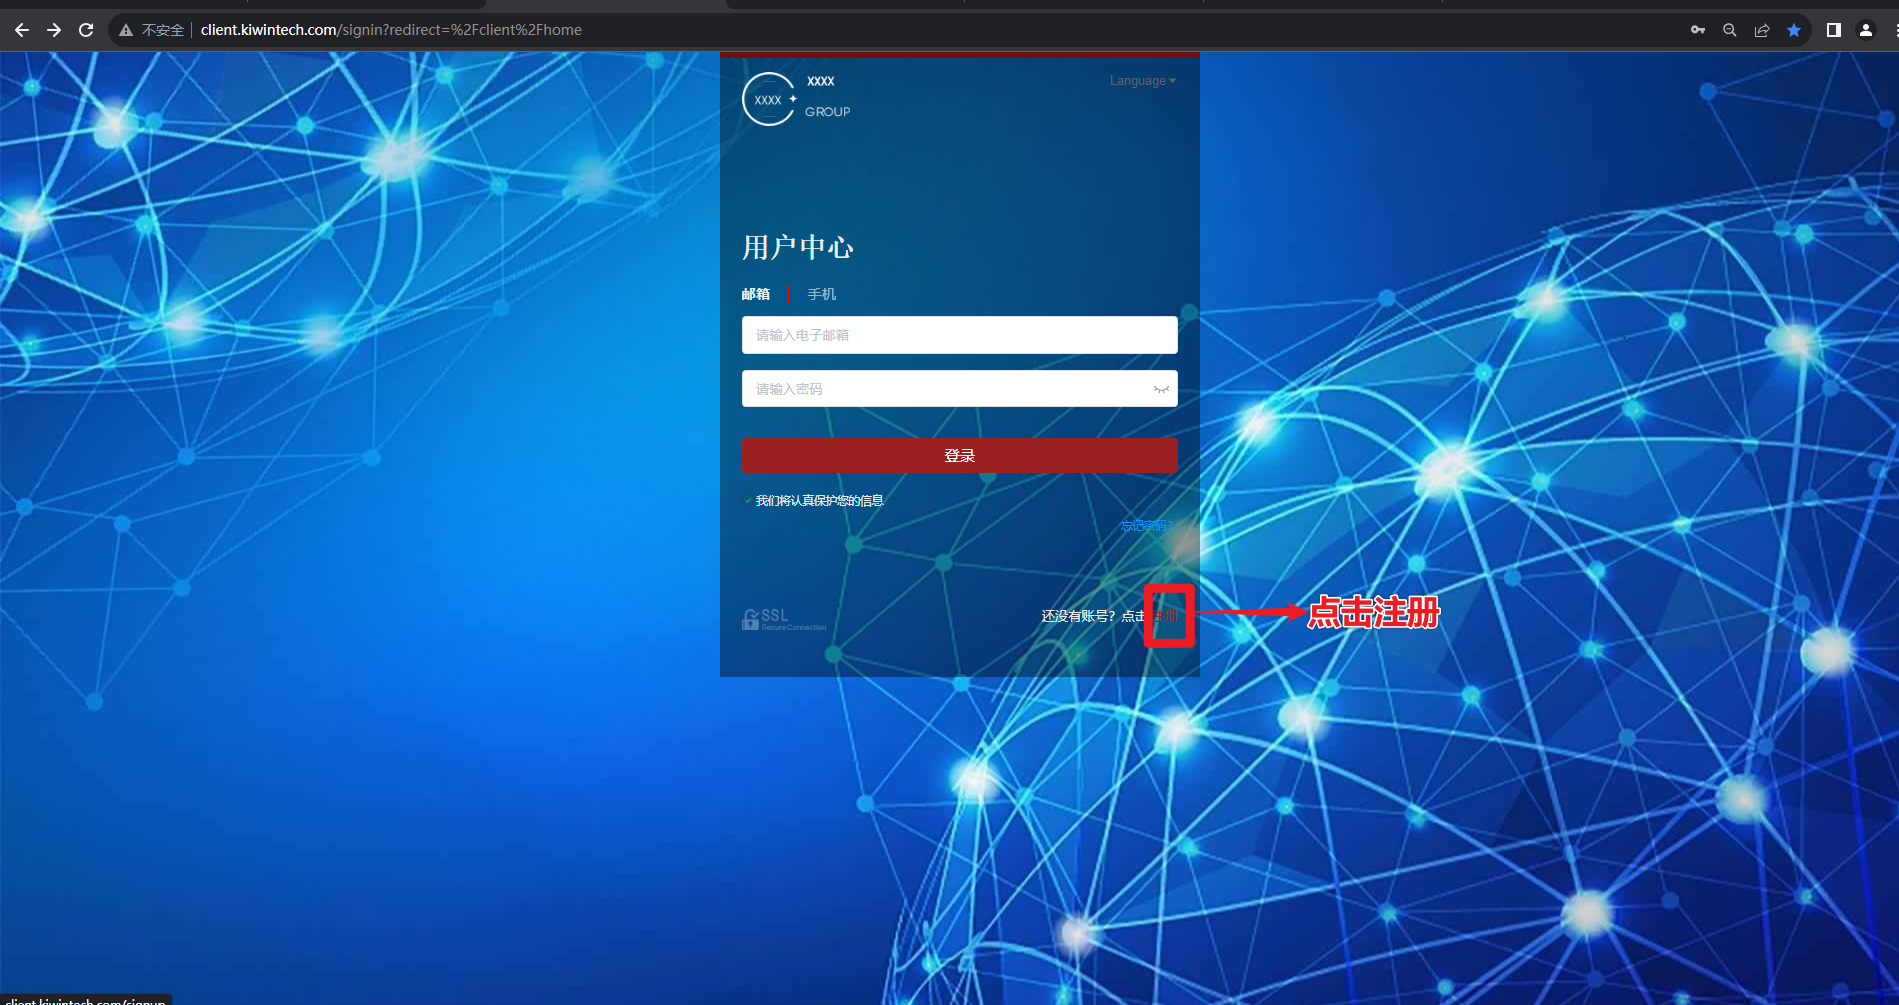 不安全 client.kiwintech.com/signin?redirect=%2Fclient%2Fhome
XXXX
XXXX
GROUP
Language
用户中心
邮箱 手机
请输入电子邮箱
请输入密码
登录
我们将认真保护您的信息
忘记密码?
SSL
Secure Connection
还没有账号？点击注册
点击注册
client.kiwintech.com/signup